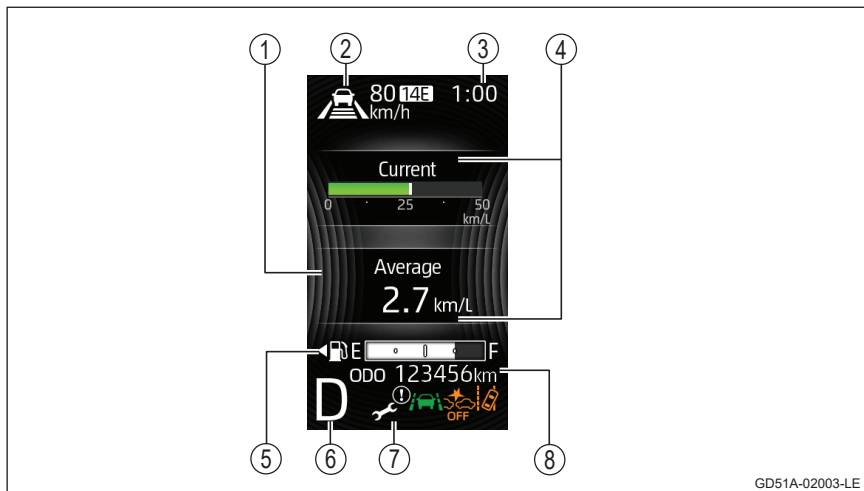 ① ② ③ ④
80 14E 1:00
km/h
Current
0 25 50
km/L
Average
2.7 km/L
E F
ODO 123456km
D
OFF
⑤ ⑥ ⑦ ⑧
GD51A-02003-LE